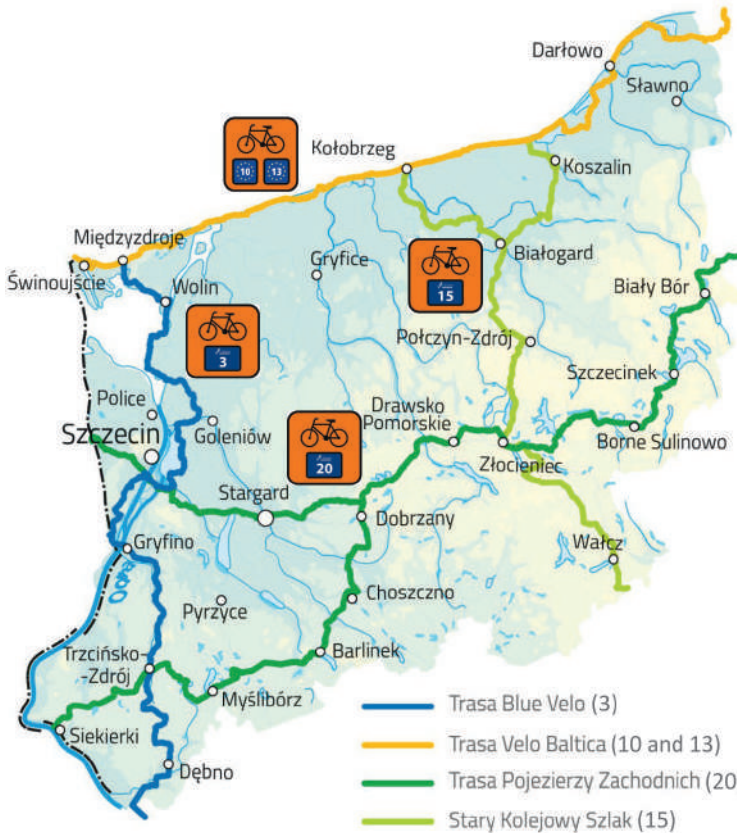 Darłowo
Sławno
10 13
Kołobrzeg
Koszalin
Międzyzdroje
Białogard
Gryfice
Świnoujście
15
Biały Bór
Wolin
3
Połczyn-Zdrój
Szczecinek
Police
Drawsko
Pomorskie
Szczecin
Goleniów
20
Złocieniec
Borne Sulinowo
Stargard
Dobrzany
Gryfino
Wałcz
Odra
Choszczno
Pyrzyce
Trzcińsko-
-Zdrój
Barlinek
Myślibórz
Siekierki
Dębno
Trasa Blue Velo (3)
Trasa Velo Baltica (10 and 13)
Trasa Pojezierzy Zachodnich (20
Stary Kolejowy Szlak (15)